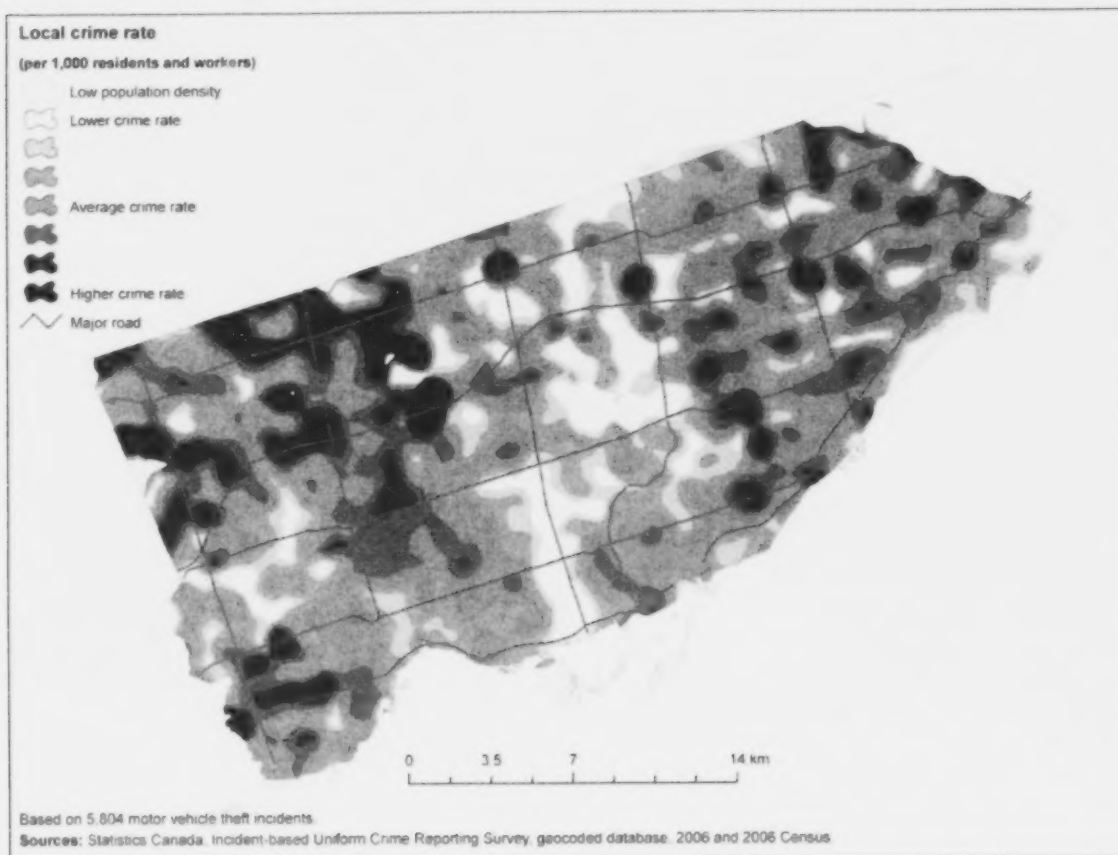 Local crime rate
(per 1,000 residents and workers)
Low population density
Lower crime rate
Average crime rate
Higher crime rate
Major road
0 3.5 7 14 km
Based on 5,804 motor vehicle theft incidents.
Sources: Statistics Canada, Incident-based Uniform Crime Reporting Survey, geocoded database, 2006 and 2006 Census